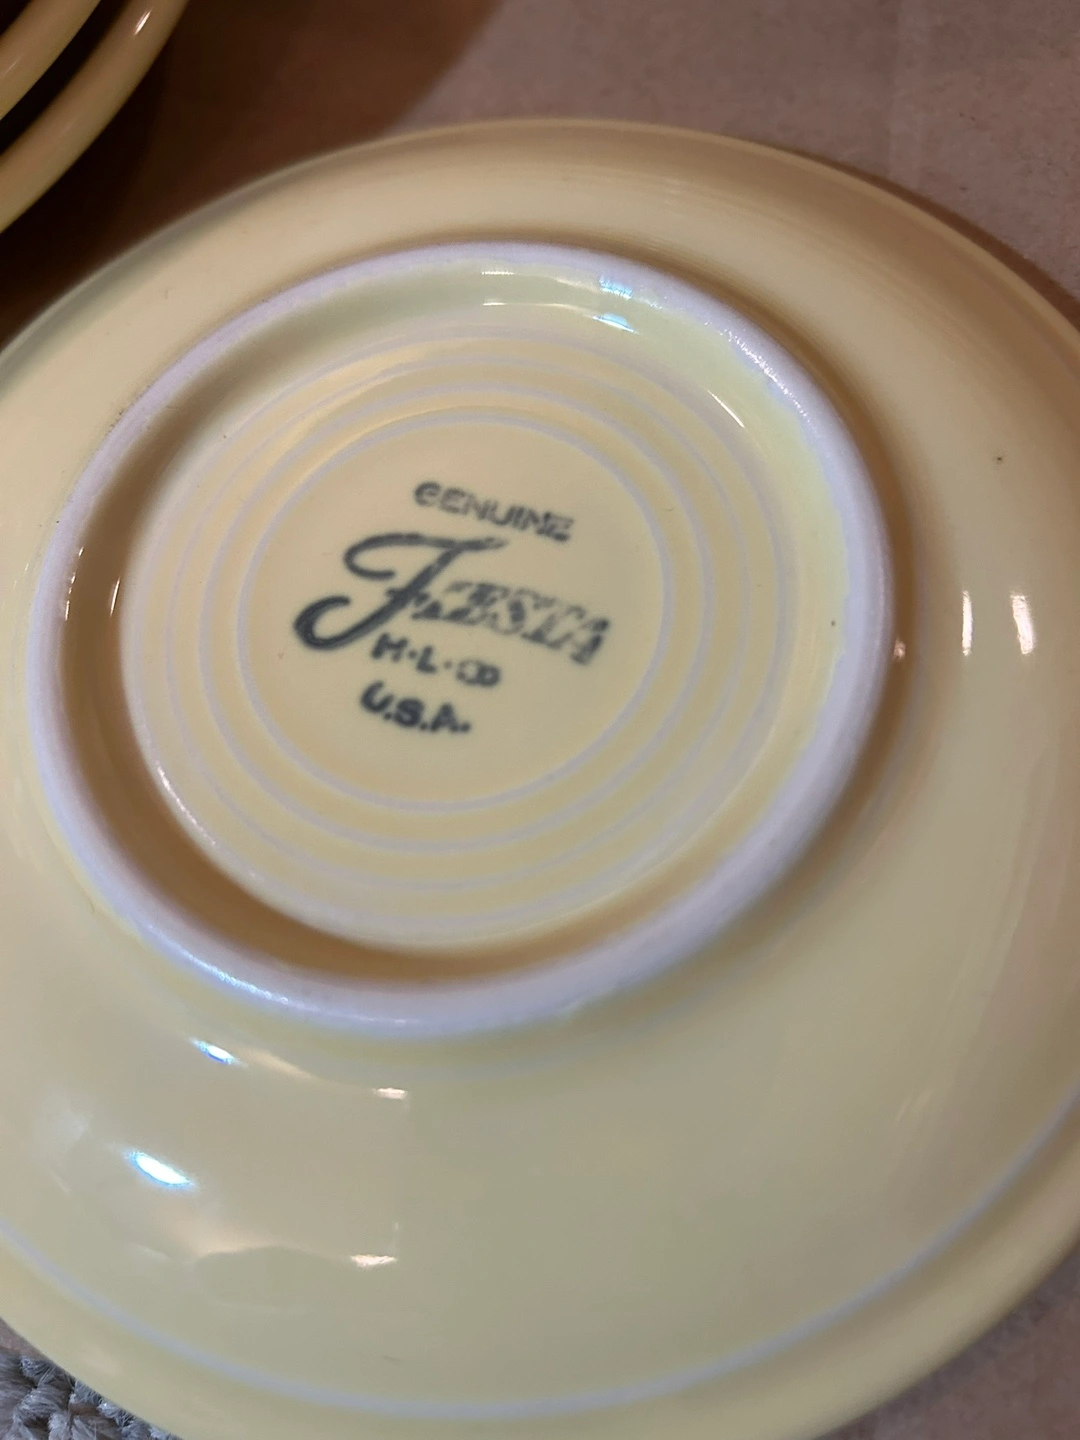 GENUINE
FIESTA
H·L·CO
U.S.A.